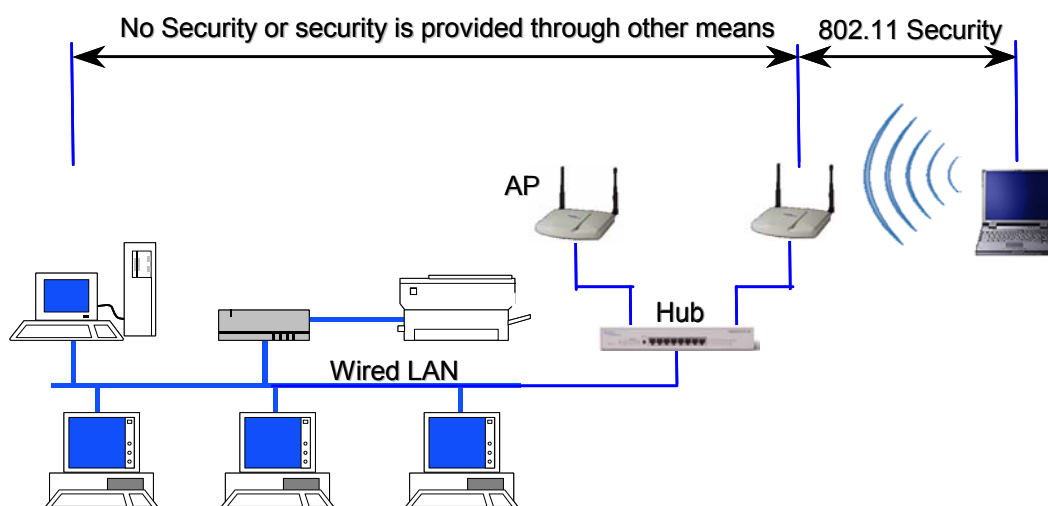 No Security or security is provided through other means
802.11 Security
AP
Hub
Wired LAN